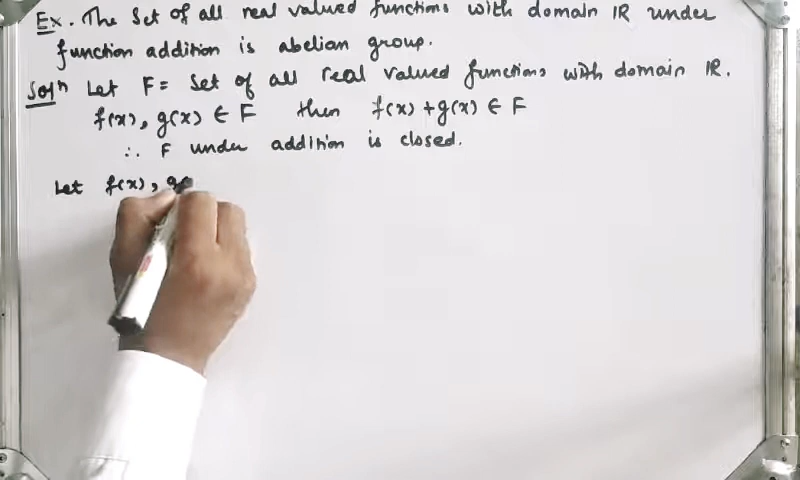 Ex. The Set of all real valued functions with domain IR under
function addition is abelian group.
Solⁿ Let F = Set of all real valued functions with domain IR.
f(x), g(x) ∈ F then f(x) + g(x) ∈ F
∴ F under addition is closed.
Let f(x), g(